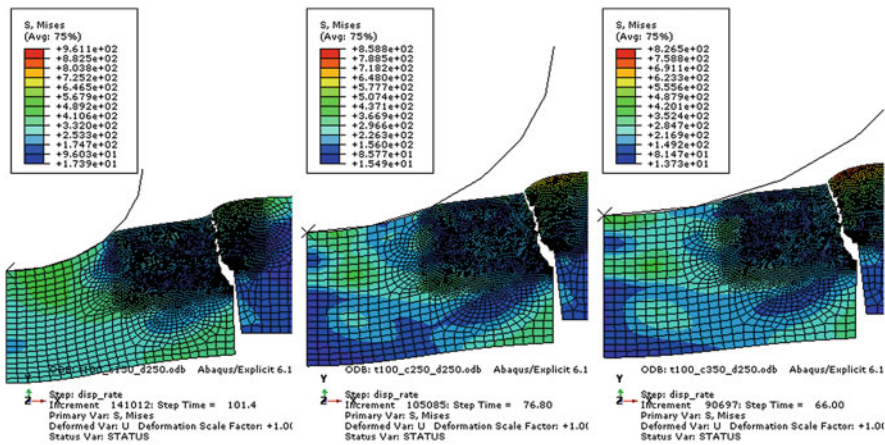 S, Mises
(Avg: 75%)
+9.611e+02
+8.825e+02
+8.038e+02
+7.252e+02
+6.465e+02
+5.679e+02
+4.892e+02
+4.106e+02
+3.320e+02
+2.533e+02
+1.747e+02
+9.603e+01
+1.739e+01
Y
Z X
ODB: t100_c150_d250.odb Abaqus/Explicit 6.1
Step: disp_rate
Increment 141012: Step Time = 101.4
Primary Var: S, Mises
Deformed Var: U Deformation Scale Factor: +1.00
Status Var: STATUS
S, Mises
(Avg: 75%)
+8.588e+02
+7.885e+02
+7.182e+02
+6.480e+02
+5.777e+02
+5.074e+02
+4.371e+02
+3.669e+02
+2.966e+02
+2.263e+02
+1.560e+02
+8.577e+01
+1.549e+01
Y
Z X
ODB: t100_c250_d250.odb Abaqus/Explicit 6.1
Step: disp_rate
Increment 105085: Step Time = 76.80
Primary Var: S, Mises
Deformed Var: U Deformation Scale Factor: +1.00
Status Var: STATUS
S, Mises
(Avg: 75%)
+8.265e+02
+7.588e+02
+6.911e+02
+6.233e+02
+5.556e+02
+4.879e+02
+4.201e+02
+3.524e+02
+2.847e+02
+2.169e+02
+1.492e+02
+8.147e+01
+1.373e+01
Y
Z X
ODB: t100_c350_d250.odb Abaqus/Explicit 6.1
Step: disp_rate
Increment 90697: Step Time = 66.00
Primary Var: S, Mises
Deformed Var: U Deformation Scale Factor: +1.00
Status Var: STATUS